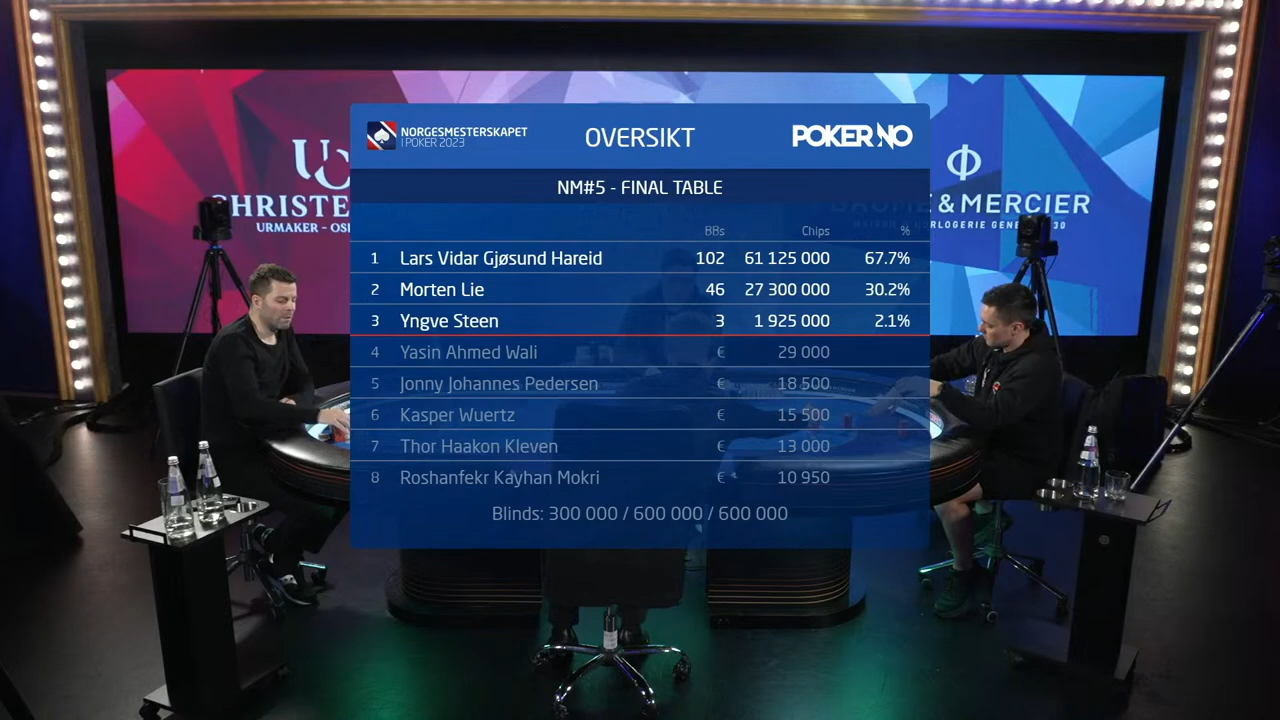 NORGESMESTERSKAPET
I POKER 2023
OVERSIKT
POKER NO
NM#5 - FINAL TABLE
BBs Chips %
1 Lars Vidar Gjøsund Hareid 102 61 125 000 67.7%
2 Morten Lie 46 27 300 000 30.2%
3 Yngve Steen 3 1 925 000 2.1%
4 Yasin Ahmed Wali € 29 000
5 Jonny Johannes Pedersen € 18 500
6 Kasper Wuertz € 15 500
7 Thor Haakon Kleven € 13 000
8 Roshanfekr Kayhan Mokri € 10 950
Blinds: 300 000 / 600 000 / 600 000
URMAKER -
& MERCIER